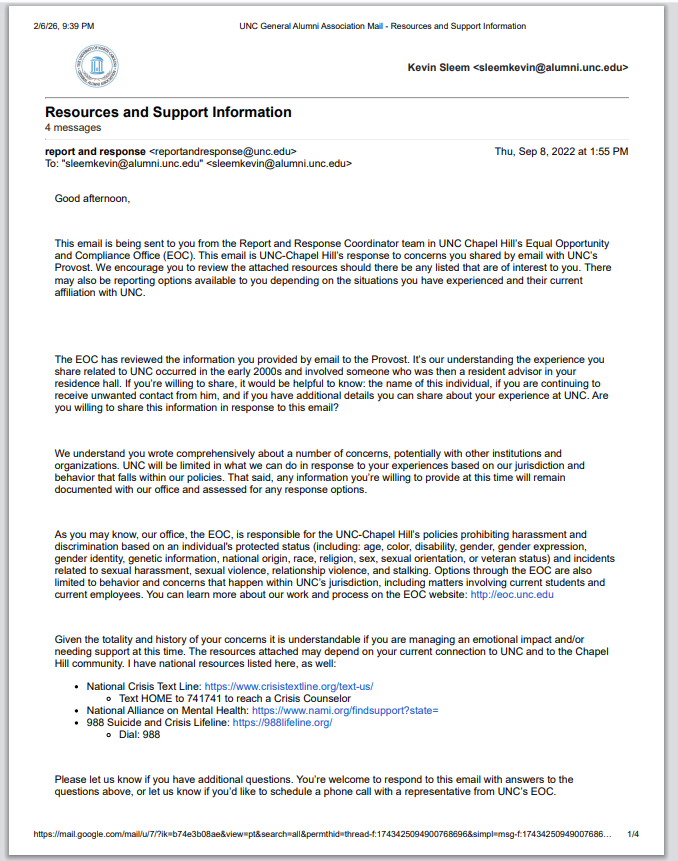 2/6/26, 9:39 PM UNC General Alumni Association Mail - Resources and Support Information
Kevin Sleem <sleemkevin@alumni.unc.edu>
Resources and Support Information
4 messages
report and response <reportandresponse@unc.edu> Thu, Sep 8, 2022 at 1:55 PM
To: "sleemkevin@alumni.unc.edu" <sleemkevin@alumni.unc.edu>
Good afternoon,
This email is being sent to you from the Report and Response Coordinator team in UNC Chapel Hill's Equal Opportunity
and Compliance Office (EOC). This email is UNC-Chapel Hill's response to concerns you shared by email with UNC's
Provost. We encourage you to review the attached resources should there be any listed that are of interest to you. There
may also be reporting options available to you depending on the situations you have experienced and their current
affiliation with UNC.
The EOC has reviewed the information you provided by email to the Provost. It's our understanding the experience you
share related to UNC occurred in the early 2000s and involved someone who was then a resident advisor in your
residence hall. If you're willing to share, it would be helpful to know: the name of this individual, if you are continuing to
receive unwanted contact from him, and if you have additional details you can share about your experience at UNC. Are
you willing to share this information in response to this email?
We understand you wrote comprehensively about a number of concerns, potentially with other institutions and
organizations. UNC will be limited in what we can do in response to your experiences based on our jurisdiction and
behavior that falls within our policies. That said, any information you're willing to provide at this time will remain
documented with our office and assessed for any response options.
As you may know, our office, the EOC, is responsible for the UNC-Chapel Hill's policies prohibiting harassment and
discrimination based on an individual's protected status (including: age, color, disability, gender, gender expression,
gender identity, genetic information, national origin, race, religion, sex, sexual orientation, or veteran status) and incidents
related to sexual harassment, sexual violence, relationship violence, and stalking. Options through the EOC are also
limited to behavior and concerns that happen within UNC's jurisdiction, including matters involving current students and
current employees. You can learn more about our work and process on the EOC website: http://eoc.unc.edu
Given the totality and history of your concerns it is understandable if you are managing an emotional impact and/or
needing support at this time. The resources attached may depend on your current connection to UNC and to the Chapel
Hill community. I have national resources listed here, as well:
• National Crisis Text Line: https://www.crisistextline.org/text-us/
◦ Text HOME to 741741 to reach a Crisis Counselor
• National Alliance on Mental Health: https://www.nami.org/findsupport?state=
• 988 Suicide and Crisis Lifeline: https://988lifeline.org/
◦ Dial: 988
Please let us know if you have additional questions. You're welcome to respond to this email with answers to the
questions above, or let us know if you'd like to schedule a phone call with a representative from UNC's EOC.
https://mail.google.com/mail/u/7/?ik=b74e3b08ae&view=pt&search=all&permthid=thread-f:1743425094900768696&simpl=msg-f:17434250949007686… 1/4